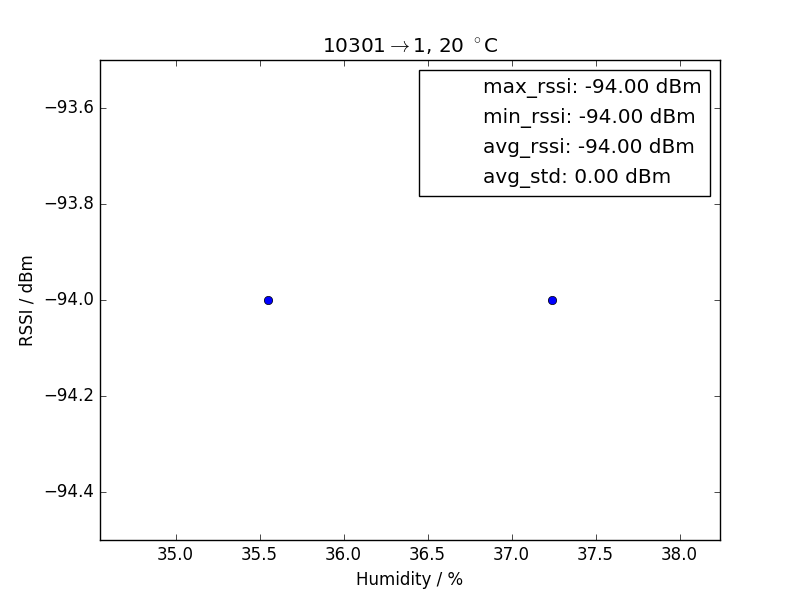 10301→1, 20 °C
max_rssi: -94.00 dBm
min_rssi: -94.00 dBm
avg_rssi: -94.00 dBm
avg_std: 0.00 dBm
RSSI / dBm
−93.6
−93.8
−94.0
−94.2
−94.4
35.0 35.5 36.0 36.5 37.0 37.5 38.0
Humidity / %